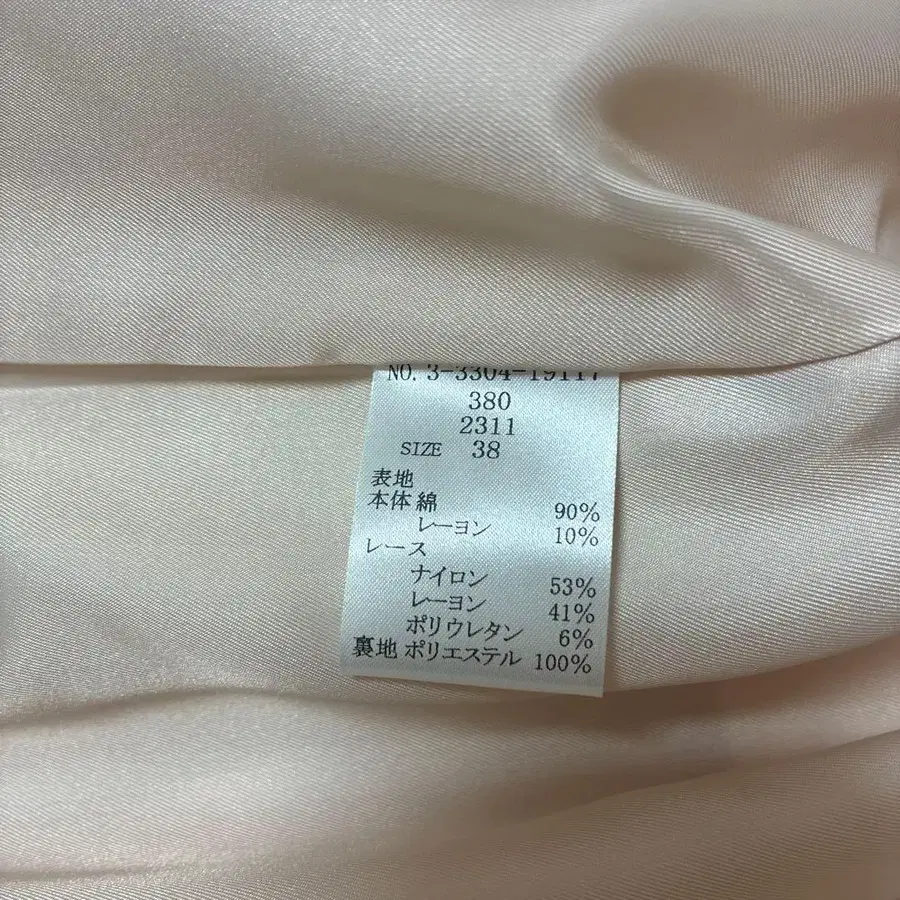 NO. 3-3304-19117
380
2311
SIZE 38
表地
本体 綿 90%
レーヨン 10%
レース
ナイロン 53%
レーヨン 41%
ポリウレタン 6%
裏地 ポリエステル 100%